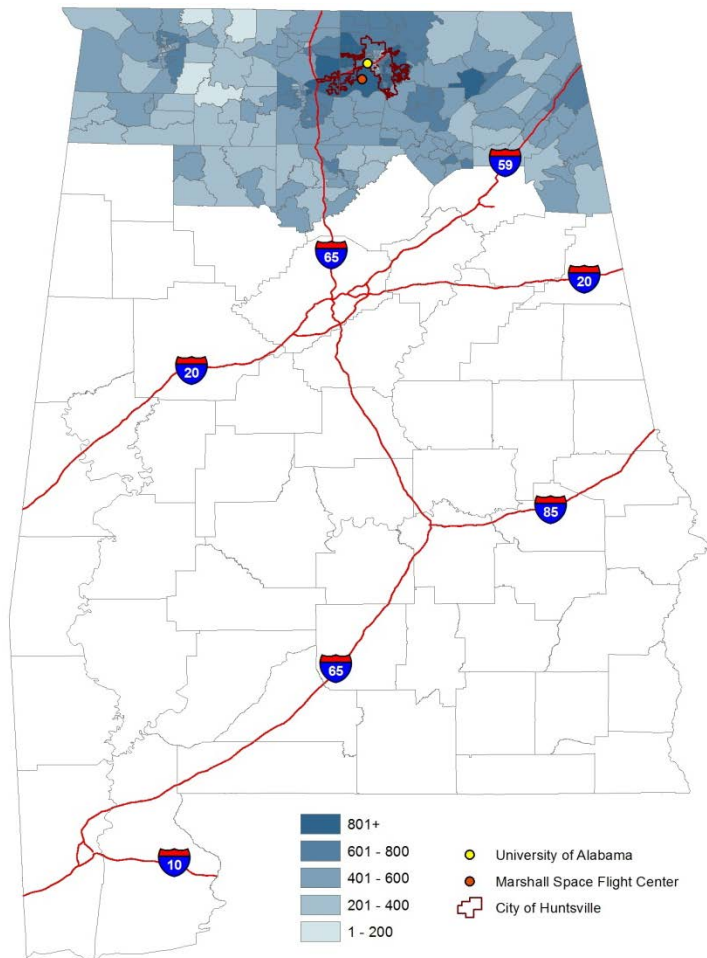 59
65
20
20
85
65
10
801+
601 - 800
401 - 600
201 - 400
1 - 200
University of Alabama
Marshall Space Flight Center
City of Huntsville